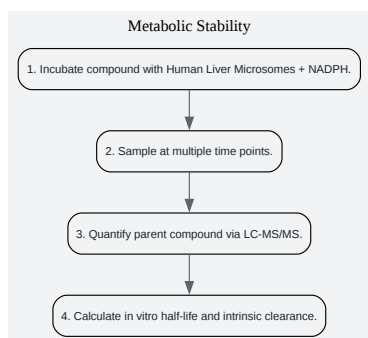 Metabolic Stability
1. Incubate compound with Human Liver Microsomes + NADPH.
2. Sample at multiple time points.
3. Quantify parent compound via LC-MS/MS.
4. Calculate in vitro half-life and intrinsic clearance.